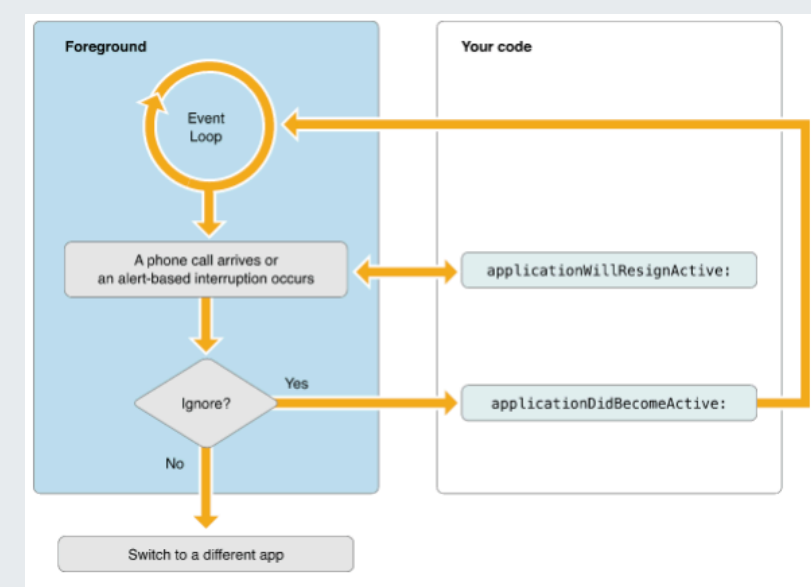 Foreground
Your code
Event
Loop
A phone call arrives or
an alert-based interruption occurs
applicationWillResignActive:
Ignore?
Yes
applicationDidBecomeActive:
No
Switch to a different app